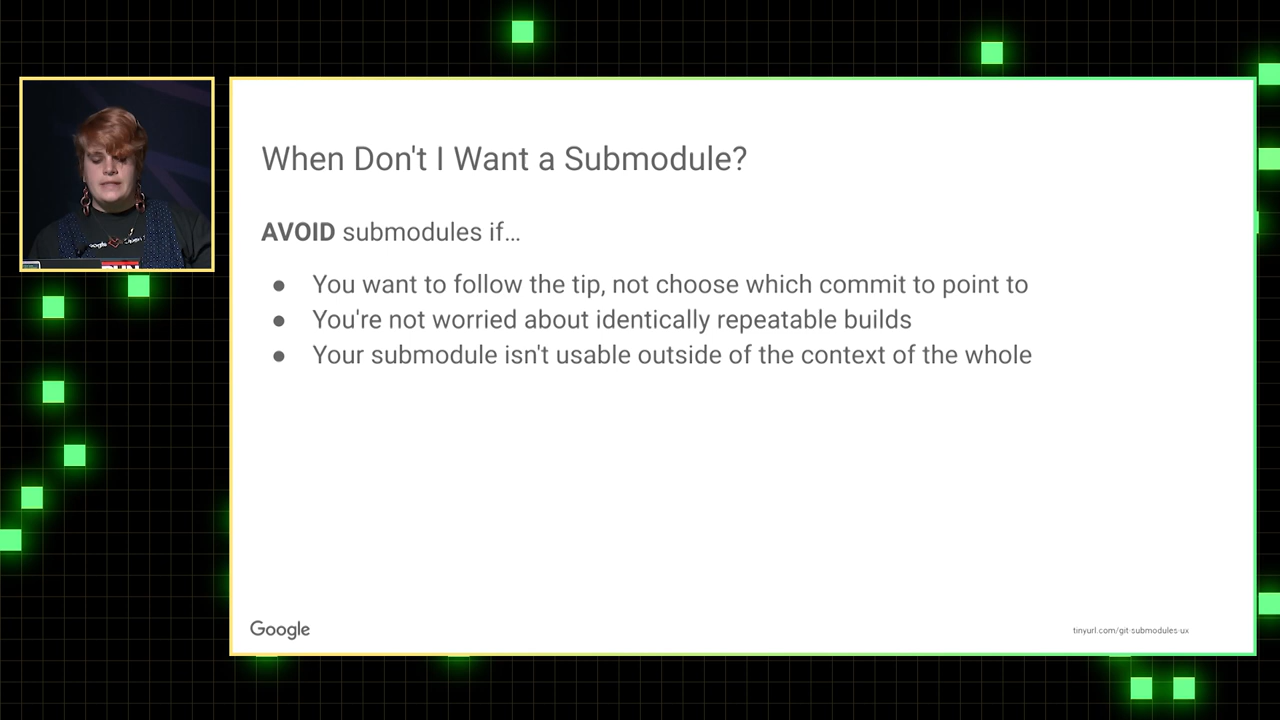 When Don't I Want a Submodule?
AVOID submodules if…
● You want to follow the tip, not choose which commit to point to
● You're not worried about identically repeatable builds
● Your submodule isn't usable outside of the context of the whole
Google
tinyurl.com/git-submodules-ux